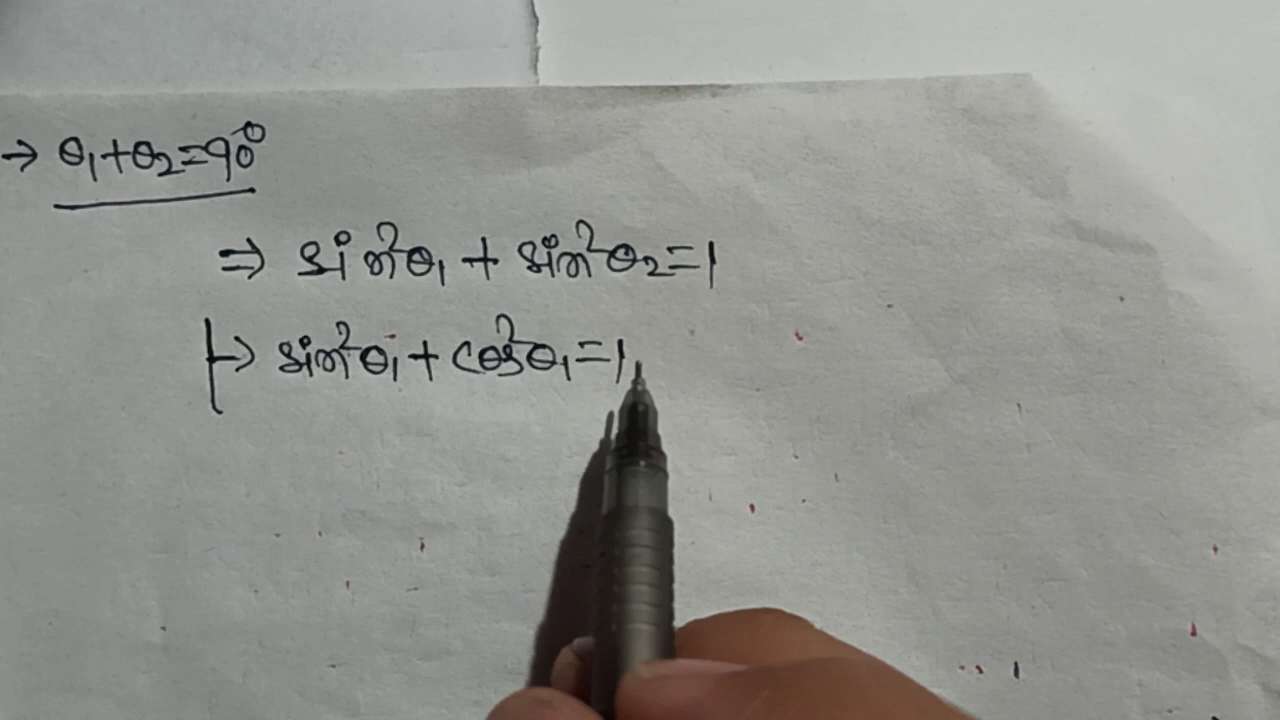 → θ₁+θ₂=90°
⇒ sin²θ₁ + sin²θ₂=1
↦ sin²θ₁ + cos²θ₁=1